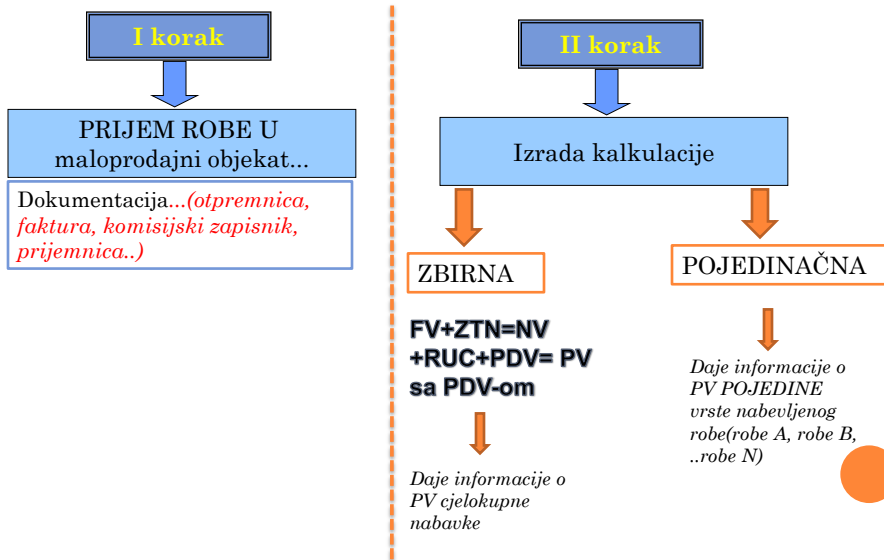 I korak
PRIJEM ROBE U
maloprodajni objekat...
Dokumentacija...(otpremnica,
faktura, komisijski zapisnik,
prijemnica..)
II korak
Izrada kalkulacije
ZBIRNA
FV+ZTN=NV
+RUC+PDV= PV
sa PDV-om
Daje informacije o
PV cjelokupne
nabavke
POJEDINAČNA
Daje informacije o
PV POJEDINE
vrste nabevljenog
robe(robe A, robe B,
..robe N)